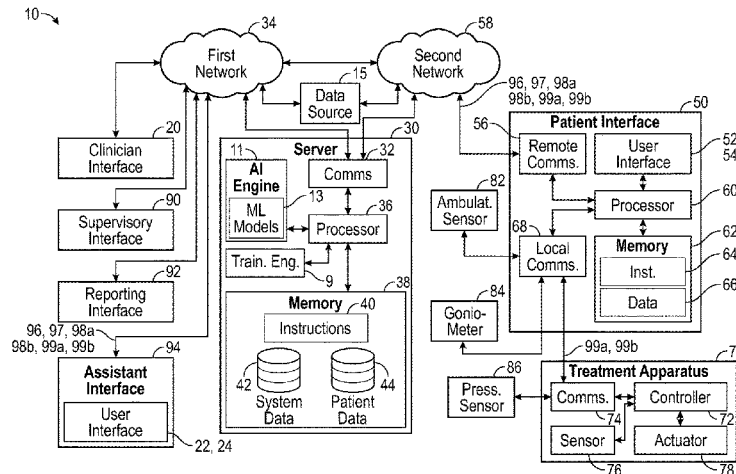 10
34
First
Network
58
Second
Network
15
Data
Source
96, 97, 98a
98b, 99a, 99b
20
Clinician
Interface
90
Supervisory
Interface
92
Reporting
Interface
96, 97, 98a
98b, 99a, 99b
94
Assistant
Interface
User
Interface
22, 24
30
Server
11
AI
Engine
13
ML
Models
32
Comms
36
Processor
Train. Eng.
9
38
Memory
40
Instructions
42
System
Data
44
Patient
Data
50
Patient Interface
56
Remote
Comms.
52
54
User
Interface
60
Processor
62
Memory
Inst.
64
Data
66
68
Local
Comms.
82
Ambulat.
Sensor
84
Gonio-
Meter
86
Press.
Sensor
99a, 99b
7
Treatment Apparatus
Comms.
74
Controller
72
Sensor
76
Actuator
78